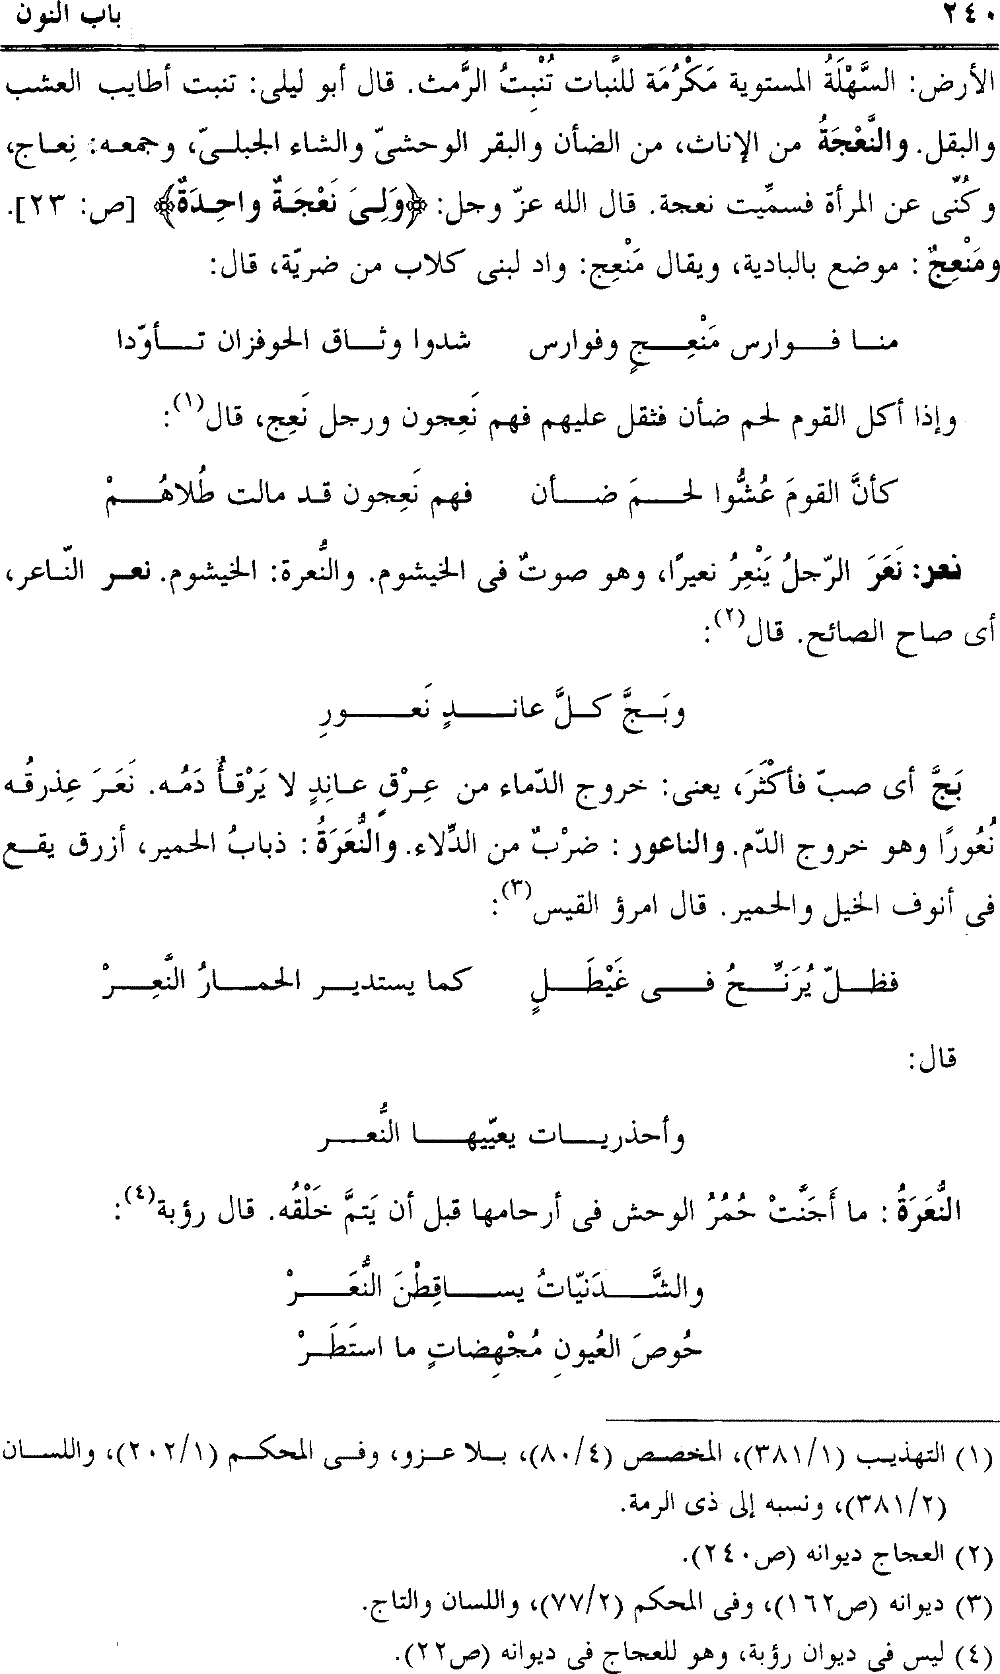 ٢٤٠ باب النون
الأرض: السَّهْلَةُ المستوية مَكْرُمَة للنَّبات تُنْبِتُ الرَّمث. قال أبو ليلى: تنبت أطايب العشب
والبقل. والنَّعْجَةُ من الإناث، من الضأن والبقر الوحشىّ والشاء الجبلىّ، وجمعه: نِعاج،
وكُنّى عن المرأة فسمِّيت نعجة. قال الله عزّ وجل: ﴿وَلِىَ نَعْجَةٌ واحِدَةٌ﴾ [ص: ٢٣].
ومَنْعِجٌ: موضع بالبادية، ويقال مَنْعِج: واد لبنى كلاب من ضريّة، قال:
منا فوارس مَنْعِجٍ وفوارس شدوا وثاق الحوفزان تأوّدا
وإذا أكل القوم لحم ضأن فثقل عليهم فهم نَعِجون ورجل نَعِج، قال(١):
كأنَّ القومَ عُشُّوا لحمَ ضأن فهم نَعِجون قد مالت طُلاهُمْ
نعر: نَعَرَ الرّجلُ يَنْعِرُ نعيرًا، وهو صوتٌ فى الخيشوم. والنُّعرة: الخيشوم. نعر النّاعر،
أى صاح الصائح. قال(٢):
وبَجَّ كلَّ عاندٍ نَعورِ
بَجَّ أى صبّ فأكْثَرَ، يعنى: خروج الدّماء من عِرْقٍ عانِدٍ لا يَرْقأُ دَمُه. نَعَرَ عِذرقُه
نُعُورًا وهو خروج الدّم. والناعور: ضرْبٌ من الدِّلاء. والنُّعَرَةُ: ذبابُ الحمير، أزرق يقع
فى أنوف الخيل والحمير. قال امرؤ القيس(٣):
فظلّ يُرَنِّحُ فى غَيْطَلٍ كما يستدير الحمارُ النَّعِرْ
قال:
وأحذريات يعيّيها النُّعر
النُّعَرَةُ: ما أَجَنَّتْ حُمُرُ الوحش فى أرحامها قبل أن يَتمَّ خَلْقُه. قال رؤبة(٤):
والشَّدَنيّاتُ يساقِطْنَ النُّعَرْ
حُوصَ العُيونِ مُجْهِضاتٍ ما استَطَرْ
(١) التهذيب (٣٨١/١)، المخصص (٨٠/٤)، بلا عزو، وفى المحكم (٢٠٢/١)، واللسان
(٣٨١/٢)، ونسبه إلى ذى الرمة.
(٢) العجاج ديوانه (ص٢٤٠).
(٣) ديوانه (ص١٦٢)، وفى المحكم (٧٧/٢)، واللسان والتاج.
(٤) ليس فى ديوان رؤبة، وهو للعجاج فى ديوانه (ص٢٢).